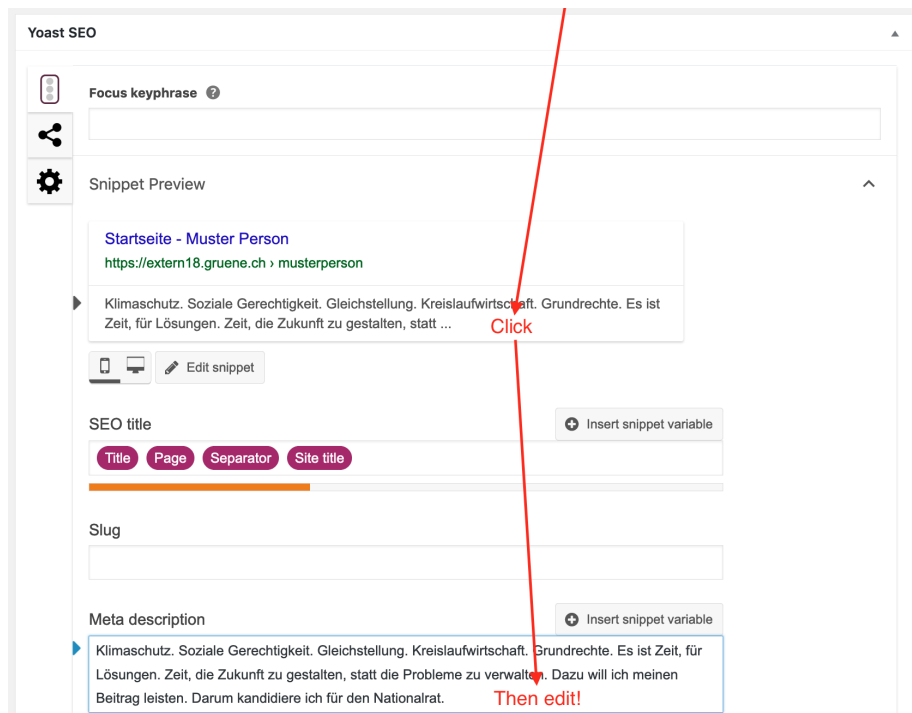 Yoast SEO
Focus keyphrase
Snippet Preview
Startseite - Muster Person
https://extern18.gruene.ch › musterperson
Klimaschutz. Soziale Gerechtigkeit. Gleichstellung. Kreislaufwirtschaft. Grundrechte. Es ist
Zeit, für Lösungen. Zeit, die Zukunft zu gestalten, statt ...
Click
Edit snippet
SEO title
Insert snippet variable
Title Page Separator Site title
Slug
Meta description
Insert snippet variable
Klimaschutz. Soziale Gerechtigkeit. Gleichstellung. Kreislaufwirtschaft. Grundrechte. Es ist Zeit, für
Lösungen. Zeit, die Zukunft zu gestalten, statt die Probleme zu verwalten. Dazu will ich meinen
Beitrag leisten. Darum kandidiere ich für den Nationalrat.
Then edit!